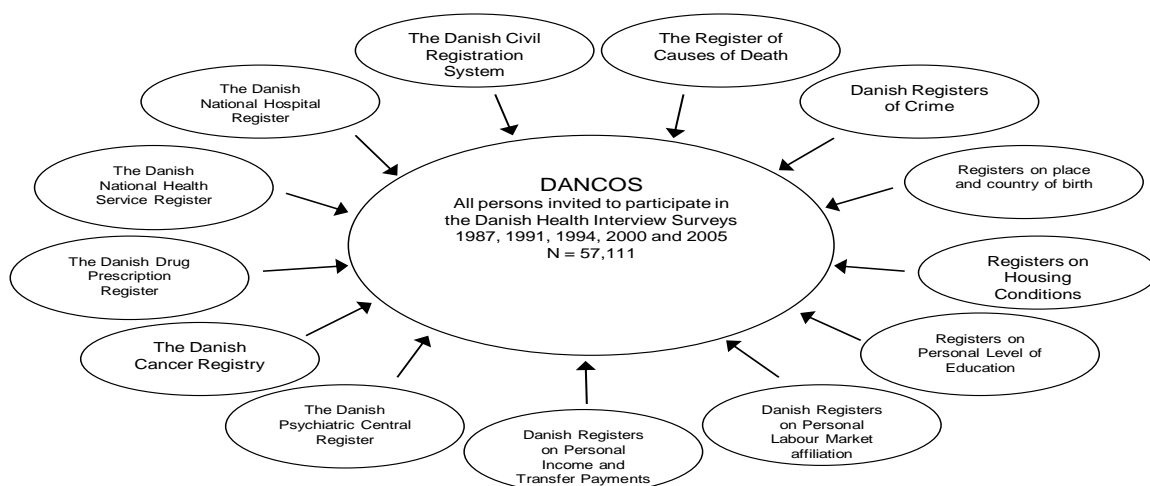 The Danish Civil
Registration
System
The Register of
Causes of Death
The Danish
National Hospital
Register
Danish Registers
of Crime
The Danish
National Health
Service Register
Registers on place
and country of birth
DANCOS
All persons invited to participate in
the Danish Health Interview Surveys
1987, 1991, 1994, 2000 and 2005
N = 57,111
The Danish Drug
Prescription
Register
Registers on
Housing
Conditions
The Danish
Cancer Registry
Registers on
Personal Level of
Education
The Danish
Psychiatric Central
Register
Danish Registers
on Personal
Income and
Transfer Payments
Danish Registers
on Personal
Labour Market
affiliation